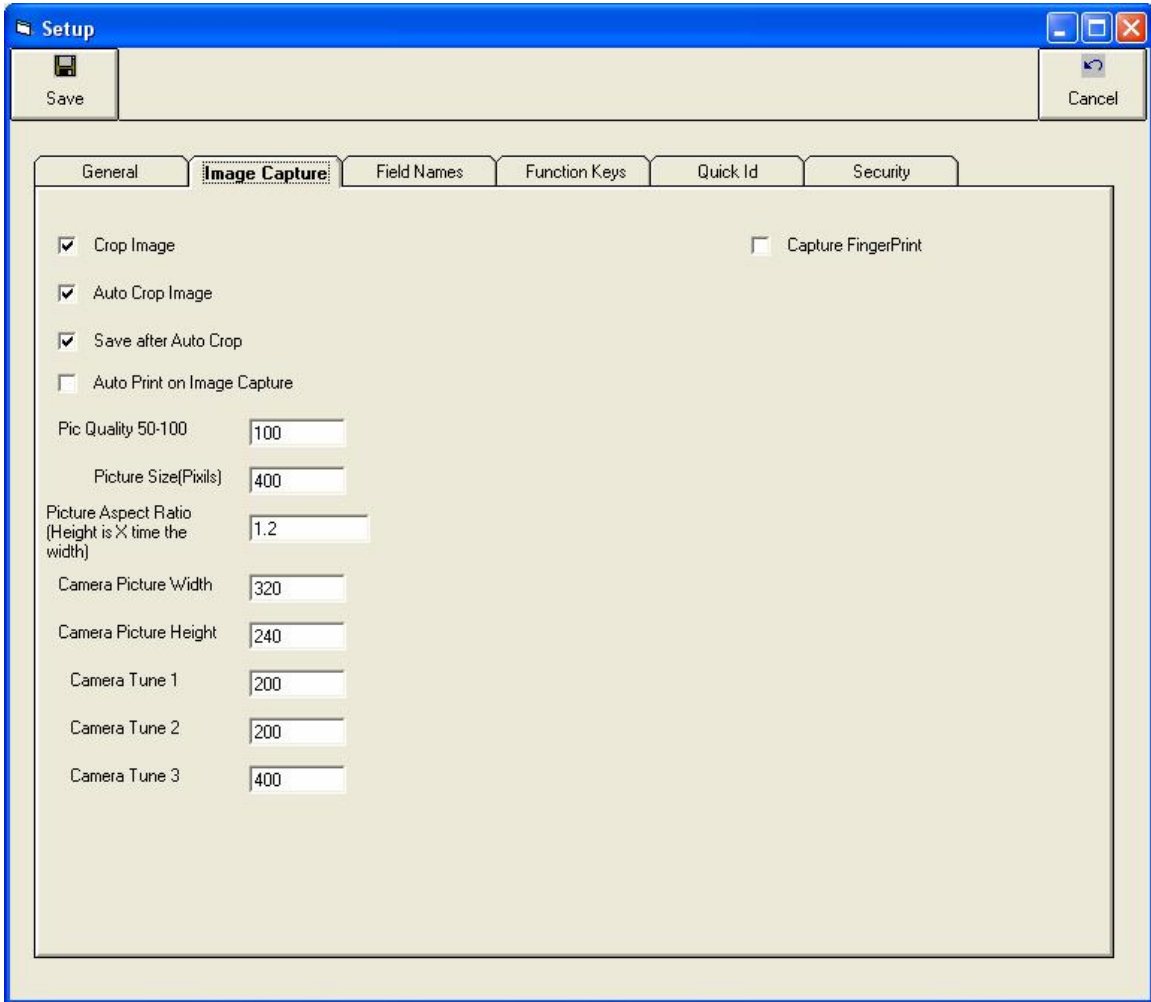 Setup
Save
Cancel
General
Image Capture
Field Names
Function Keys
Quick Id
Security
Crop Image
Capture FingerPrint
Auto Crop Image
Save after Auto Crop
Auto Print on Image Capture
Pic Quality 50-100
100
Picture Size(Pixils)
400
Picture Aspect Ratio
(Height is X time the
width)
1.2
Camera Picture Width
320
Camera Picture Height
240
Camera Tune 1
200
Camera Tune 2
200
Camera Tune 3
400